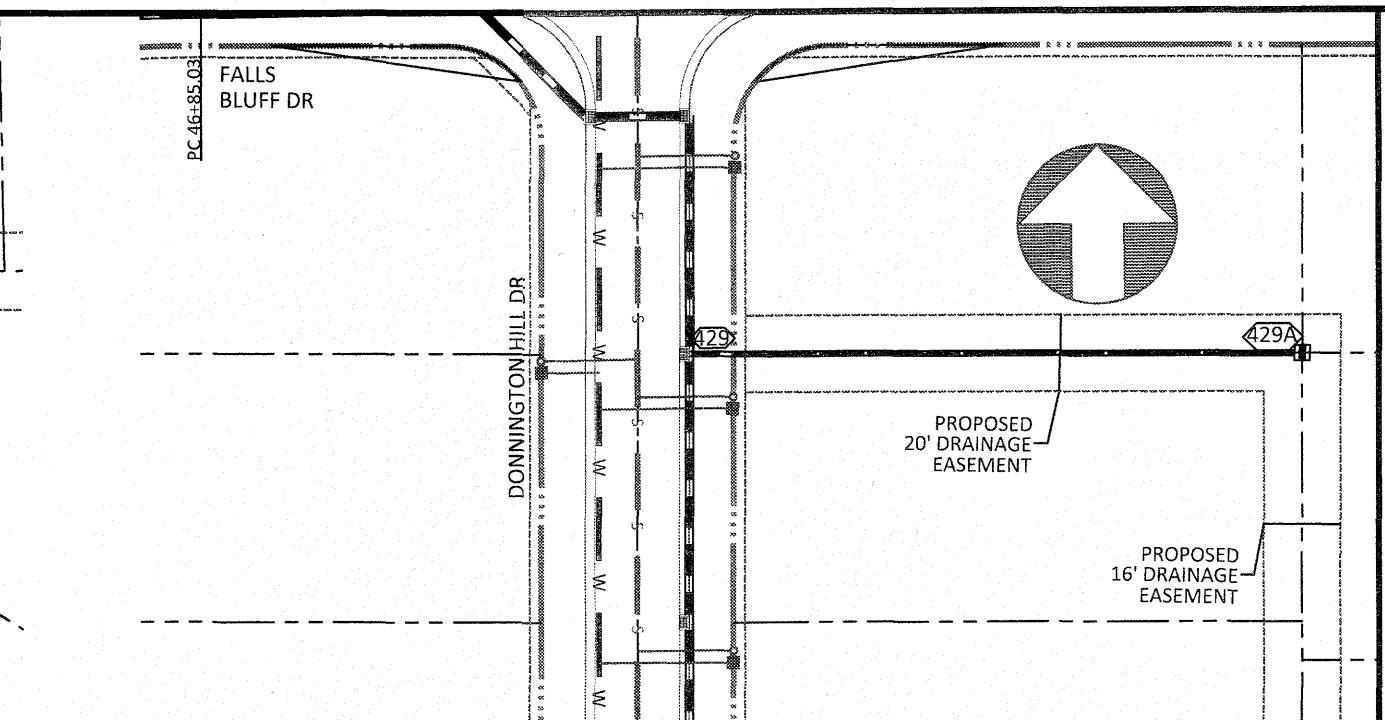 PC 46+85.03
FALLS
BLUFF DR
W
S
W
S
W
S
W
S
W
S
W
S
W
DONNINGTON HILL DR
429
429A
PROPOSED
20' DRAINAGE
EASEMENT
PROPOSED
16' DRAINAGE
EASEMENT